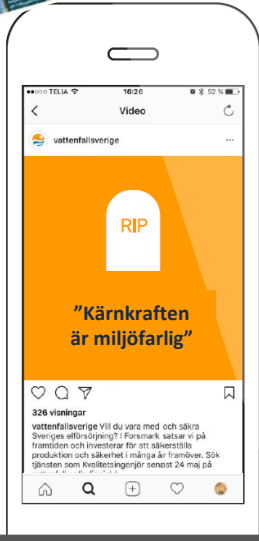 TELIA 16:26 52 %
Video
vattenfallsverige
RIP
”Kärnkraften
är miljöfarlig”
326 visningar
vattenfallsverige Vill du vara med och säkra
Sveriges elförsörjning? I Forsmark satsar vi på
framtiden och investerar för att säkerställa
produktion och säkerhet i många år framöver. Sök
tjänsten som Kvalitetsingenjör senast 24 maj på